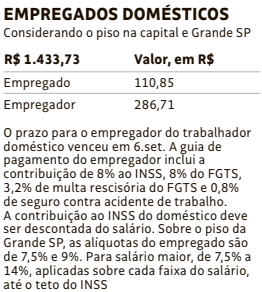 EMPREGADOS DOMÉSTICOS
Considerando o piso na capital e Grande SP
R$ 1.433,73 Valor, em R$
Empregado 110,85
Empregador 286,71
O prazo para o empregador do trabalhador
doméstico venceu em 6.set. A guia de
pagamento do empregador inclui a
contribuição de 8% ao INSS, 8% do FGTS,
3,2% de multa rescisória do FGTS e 0,8%
de seguro contra acidente de trabalho.
A contribuição ao INSS do doméstico deve
ser descontada do salário. Sobre o piso da
Grande SP, as alíquotas do empregado são
de 7,5% e 9%. Para salário maior, de 7,5% a
14%, aplicadas sobre cada faixa do salário,
até o teto do INSS